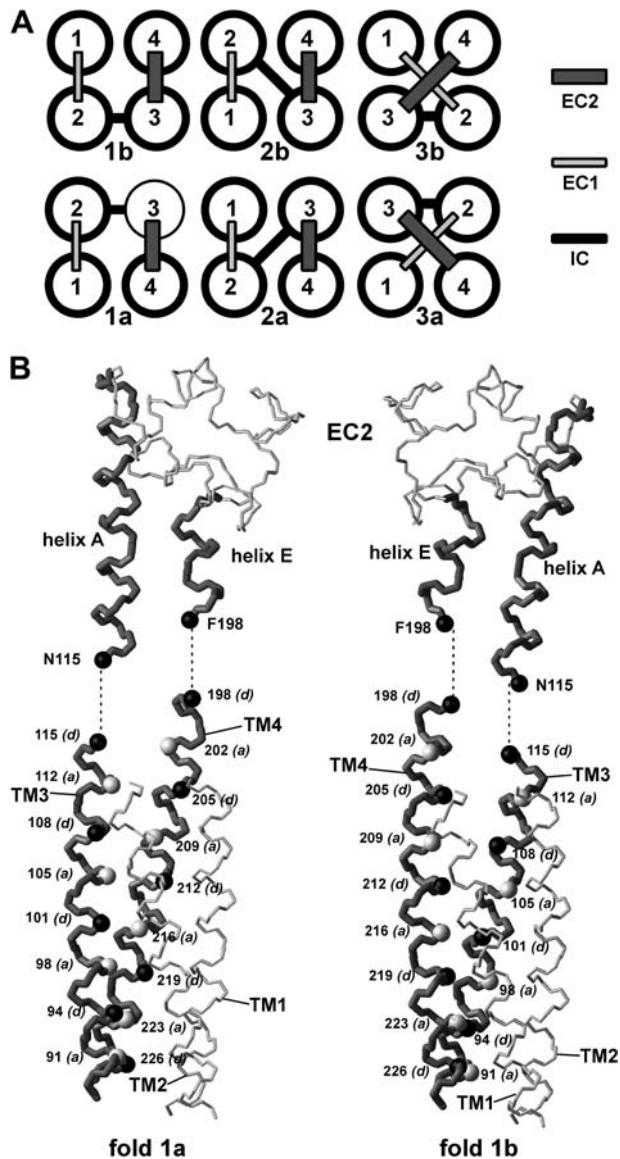 A
1 4 2 4 1 4
EC2
2 3 1 3 3 2
1b 2b 3b
EC1
2 3 1 3 3 2
IC
1 4 2 4 1 4
1a 2a 3a
B
EC2
helix A
helix E
F198
N115
198 (d)
TM4
115 (d)
202 (a)
112 (a)
TM3
205 (d)
108 (d)
209 (a)
105 (a)
212 (d)
101 (d)
216 (a)
98 (a)
219 (d)
94 (d)
TM1
223 (a)
91 (a)
226 (d)
TM2
fold 1a
helix E
helix A
F198
N115
198 (d)
202 (a)
115 (d)
TM4
TM3
205 (d)
112 (a)
209 (a)
108 (d)
212 (d)
105 (a)
216 (a)
101 (d)
219 (d)
98 (a)
223 (a)
94 (d)
TM2
226 (d)
91 (a)
TM1
fold 1b